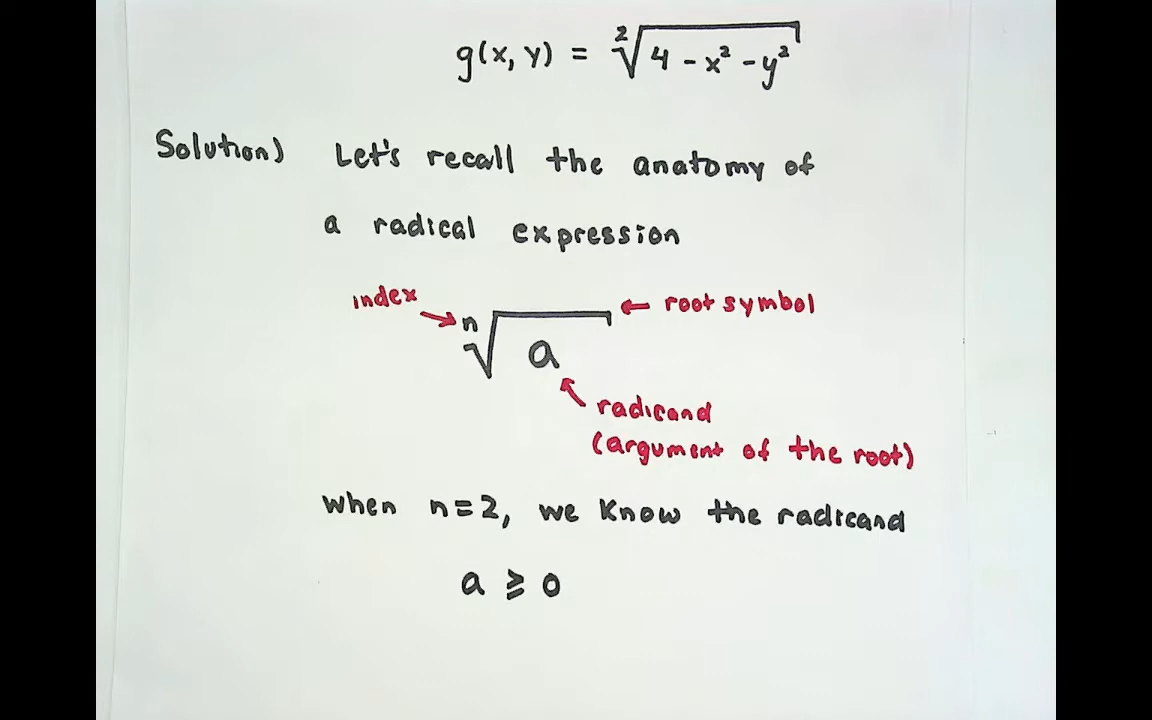 g(x, y) = ²√4 - x² - y²
Solution) Let's recall the anatomy of
a radical expression
index
← root symbol
n√a
radicand
(argument of the root)
when n=2, we know the radicand
a ≥ 0